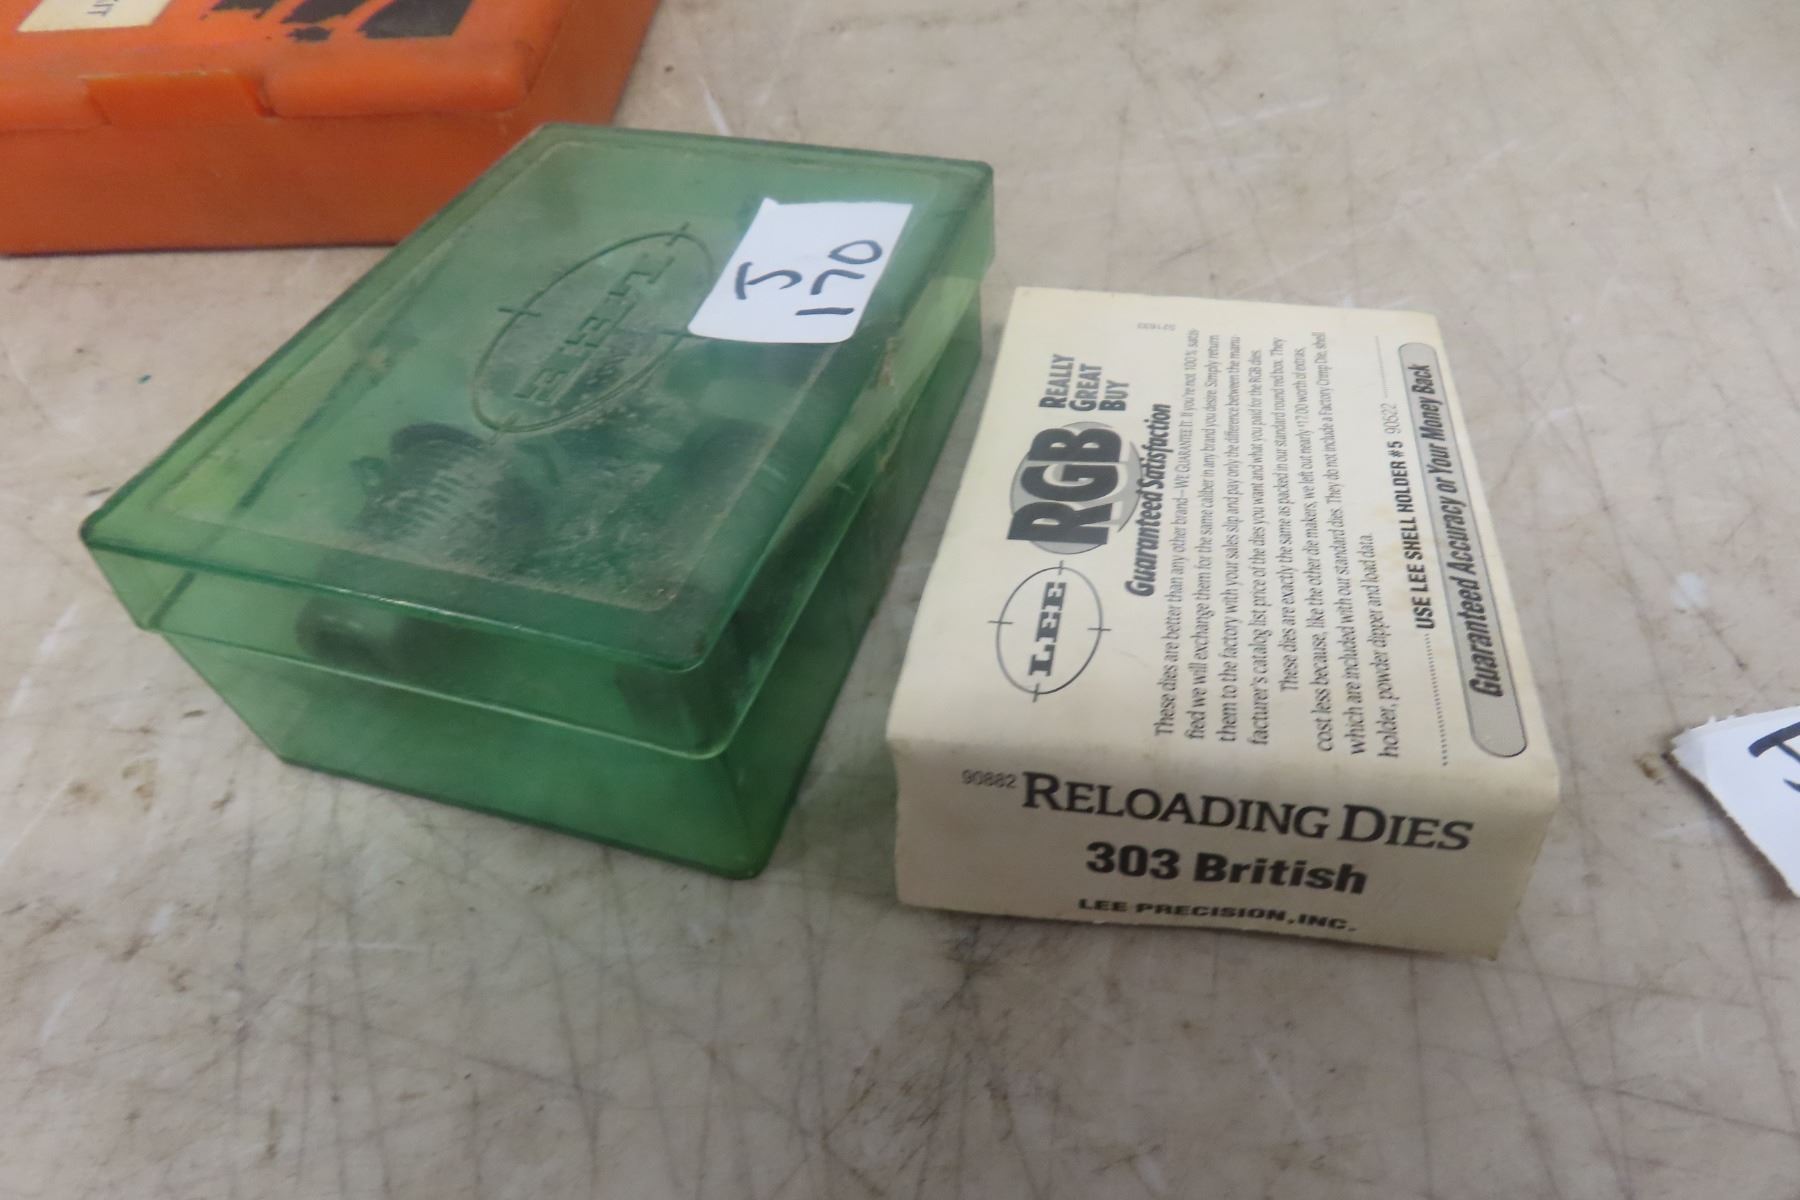 KIT
LEE
J
170
LEE
RGB
REALLY
GREAT
BUY
Guaranteed Satisfaction
521633
These dies are better than any other brand—WE GUARANTEE IT. If you're not 100% satis-
fied we will exchange them for the same caliber in any brand you desire. Simply return
them to the factory with your sales slip and pay only the difference between the manu-
facturer's catalog list price of the dies you want and what you paid for the RGB dies.
These dies are exactly the same as packed in our standard round red box. They
cost less because, like the other die makers, we left out nearly $17.00 worth of extras,
which are included with our standard dies. They do not include a Factory Crimp Die, shell
holder, powder dipper and load data.
USE LEE SHELL HOLDER #5 90522
Guaranteed Accuracy or Your Money Back
90882 RELOADING DIES
303 British
LEE PRECISION, INC.